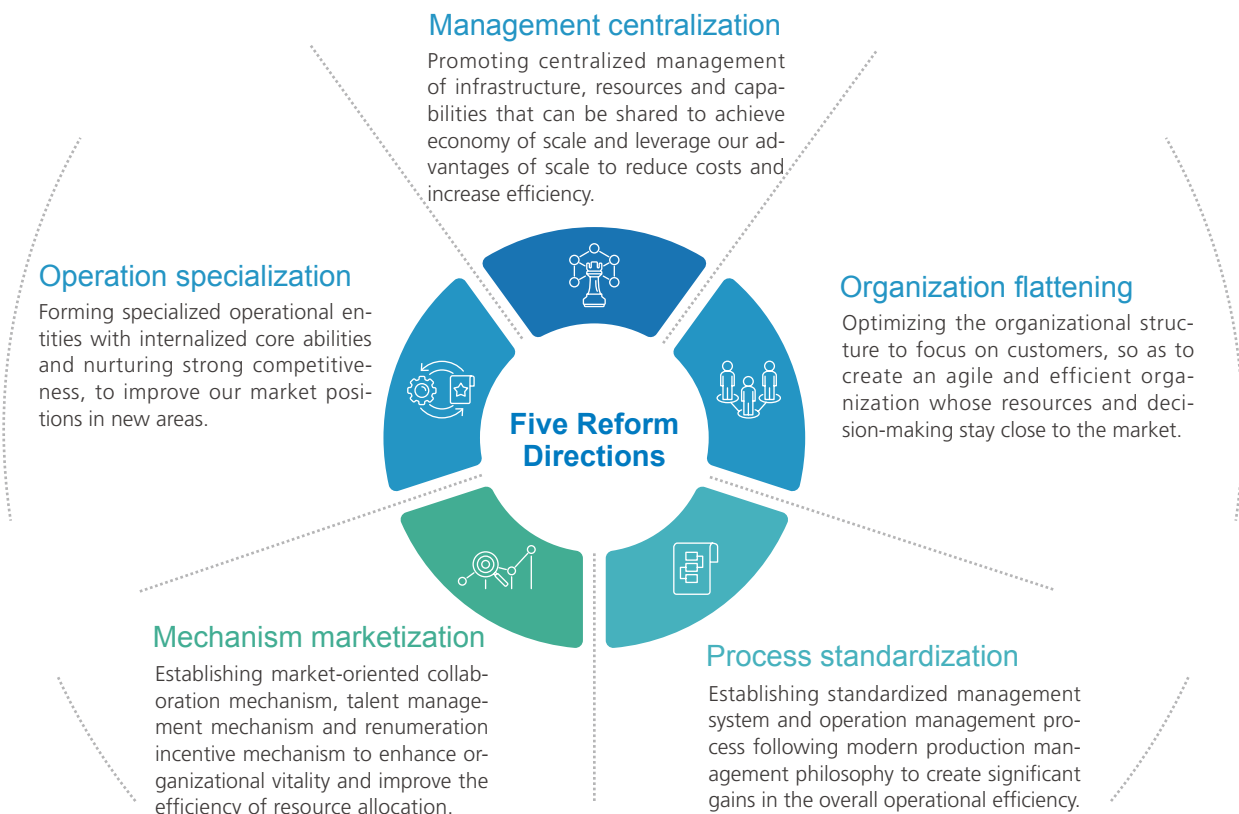 Management centralization
Promoting centralized management
of infrastructure, resources and capa-
bilities that can be shared to achieve
economy of scale and leverage our ad-
vantages of scale to reduce costs and
increase efficiency.
Operation specialization
Forming specialized operational en-
tities with internalized core abilities
and nurturing strong competitive-
ness, to improve our market posi-
tions in new areas.
Organization flattening
Optimizing the organizational struc-
ture to focus on customers, so as to
create an agile and efficient orga-
nization whose resources and deci-
sion-making stay close to the market.
Five Reform
Directions
Mechanism marketization
Establishing market-oriented collab-
oration mechanism, talent manage-
ment mechanism and renumeration
incentive mechanism to enhance or-
ganizational vitality and improve the
efficiency of resource allocation.
Process standardization
Establishing standardized management
system and operation management pro-
cess following modern production man-
agement philosophy to create significant
gains in the overall operational efficiency.